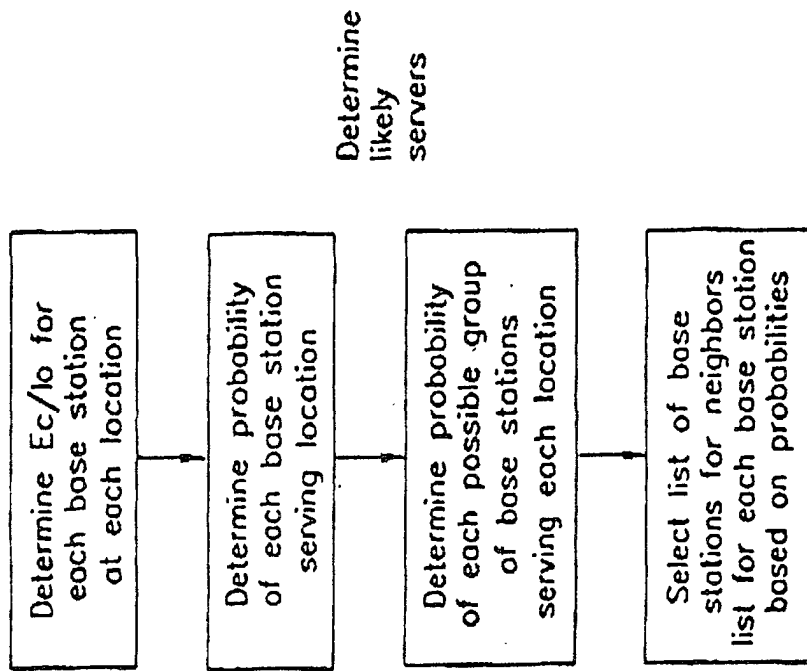 Determine Ec/Io for
each base station
at each location
Determine probability
of each base station
serving location
Determine probability
of each possible group
of base stations
serving each location
Select list of base
stations for neighbors
list for each base station
based on probabilities
Determine
likely
servers